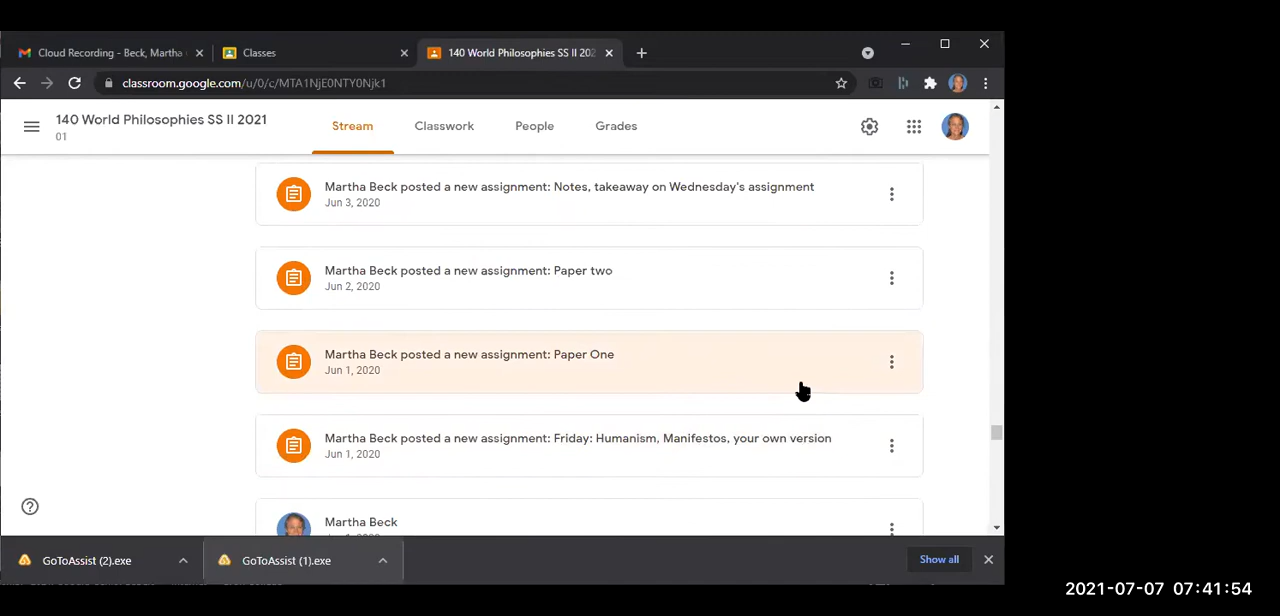 Cloud Recording - Beck, Martha
Classes
140 World Philosophies SS II 202
classroom.google.com/u/0/c/MTA1NjE0NTY0Njk1
140 World Philosophies SS II 2021
01
Stream
Classwork
People
Grades
Martha Beck posted a new assignment: Notes, takeaway on Wednesday's assignment
Jun 3, 2020
Martha Beck posted a new assignment: Paper two
Jun 2, 2020
Martha Beck posted a new assignment: Paper One
Jun 1, 2020
Martha Beck posted a new assignment: Friday: Humanism, Manifestos, your own version
Jun 1, 2020
Martha Beck
GoToAssist (2).exe
GoToAssist (1).exe
Show all
2021-07-07 07:41:54